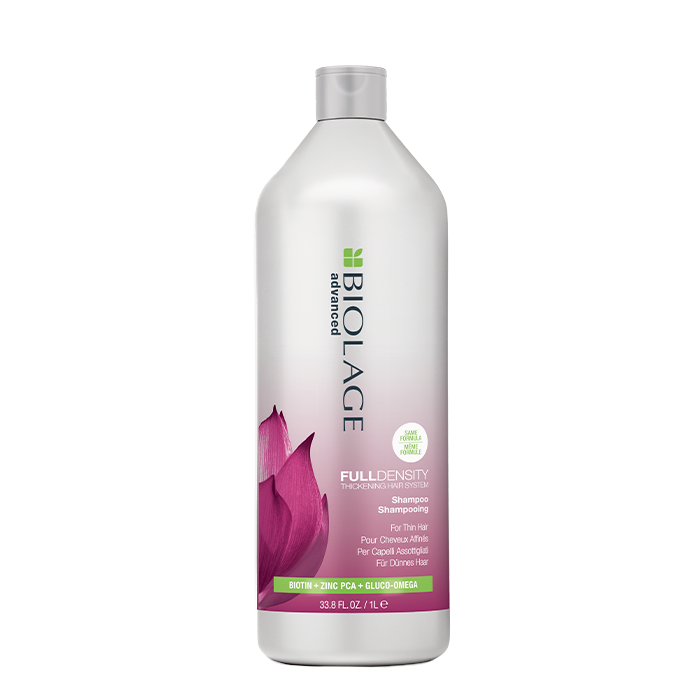 BIOLAGE
advanced
SAME
FORMULA
MÊME
FORMULE
FULLDENSITY
THICKENING HAIR SYSTEM
Shampoo
Shampooing
For Thin Hair
Pour Cheveux Affinés
Per Capelli Assottigliati
Für Dünnes Haar
BIOTIN + ZINC PCA + GLUCO-OMEGA
33.8 FL. OZ. / 1L ℮